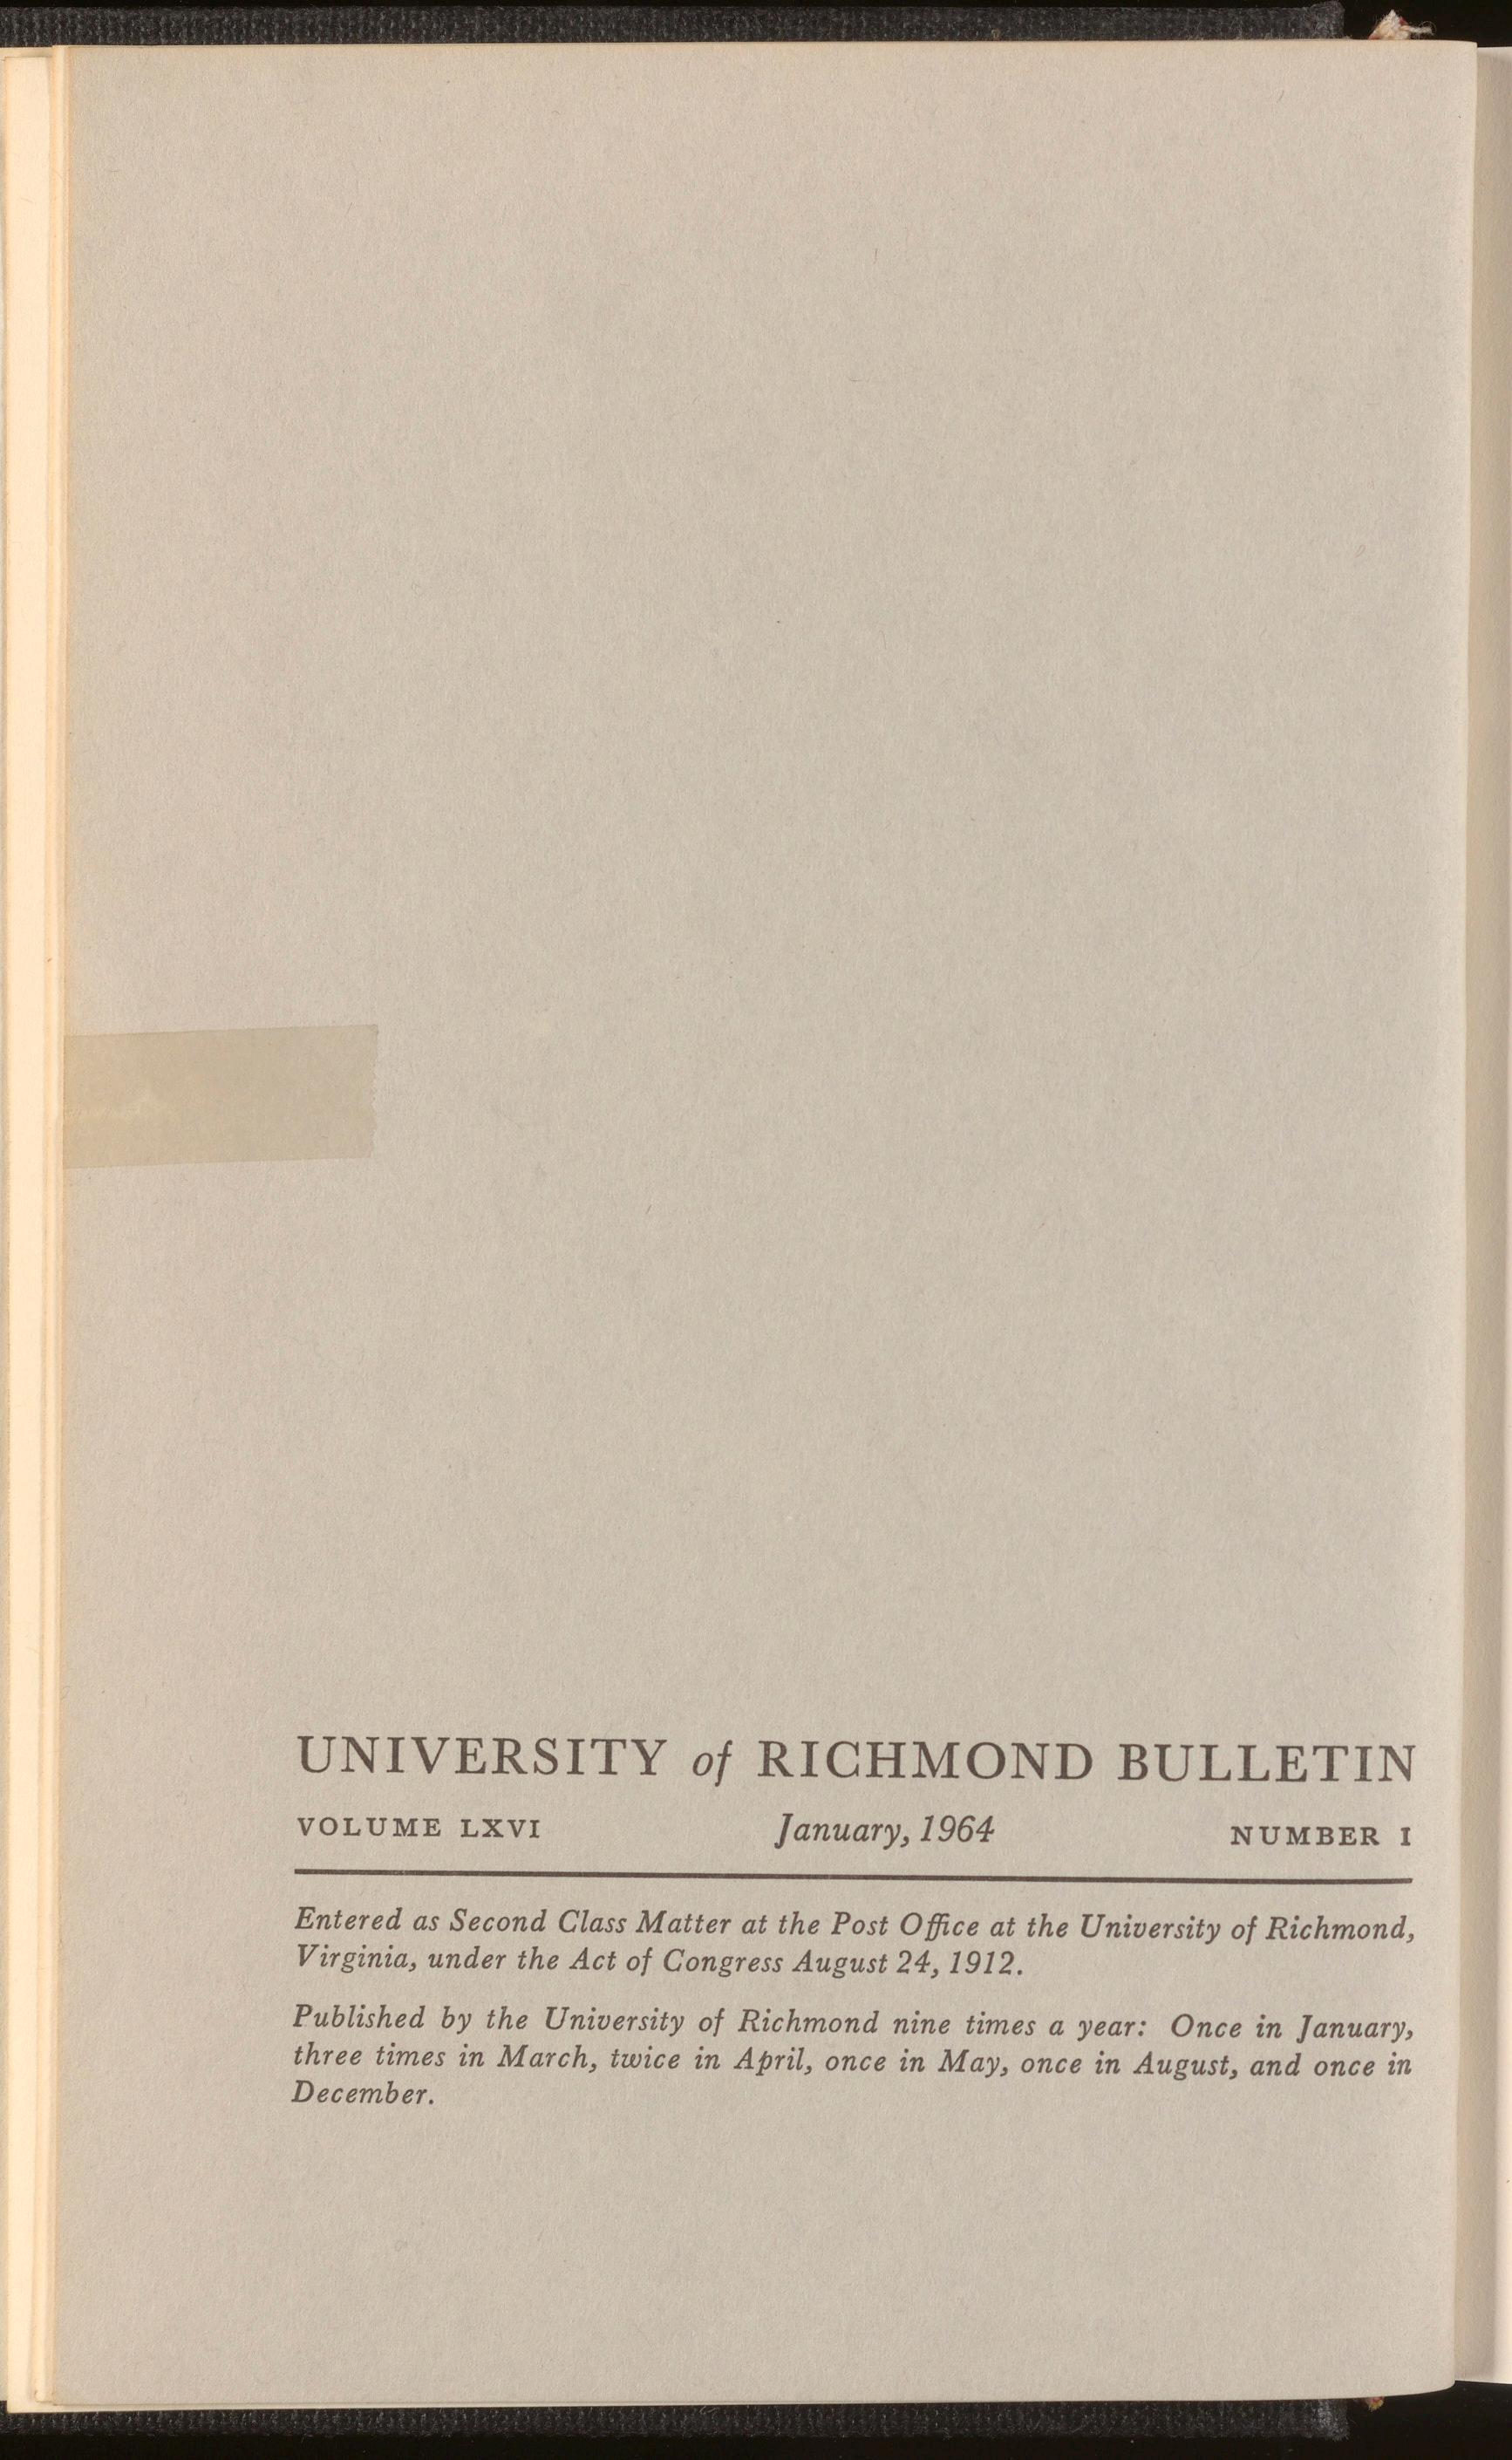 UNIVERSITY of RICHMOND BULLETIN
VOLUME LXVI January, 1964 NUMBER I
Entered as Second Class Matter at the Post Office at the University of Richmond,
Virginia, under the Act of Congress August 24, 1912.
Published by the University of Richmond nine times a year: Once in January,
three times in March, twice in April, once in May, once in August, and once in
December.